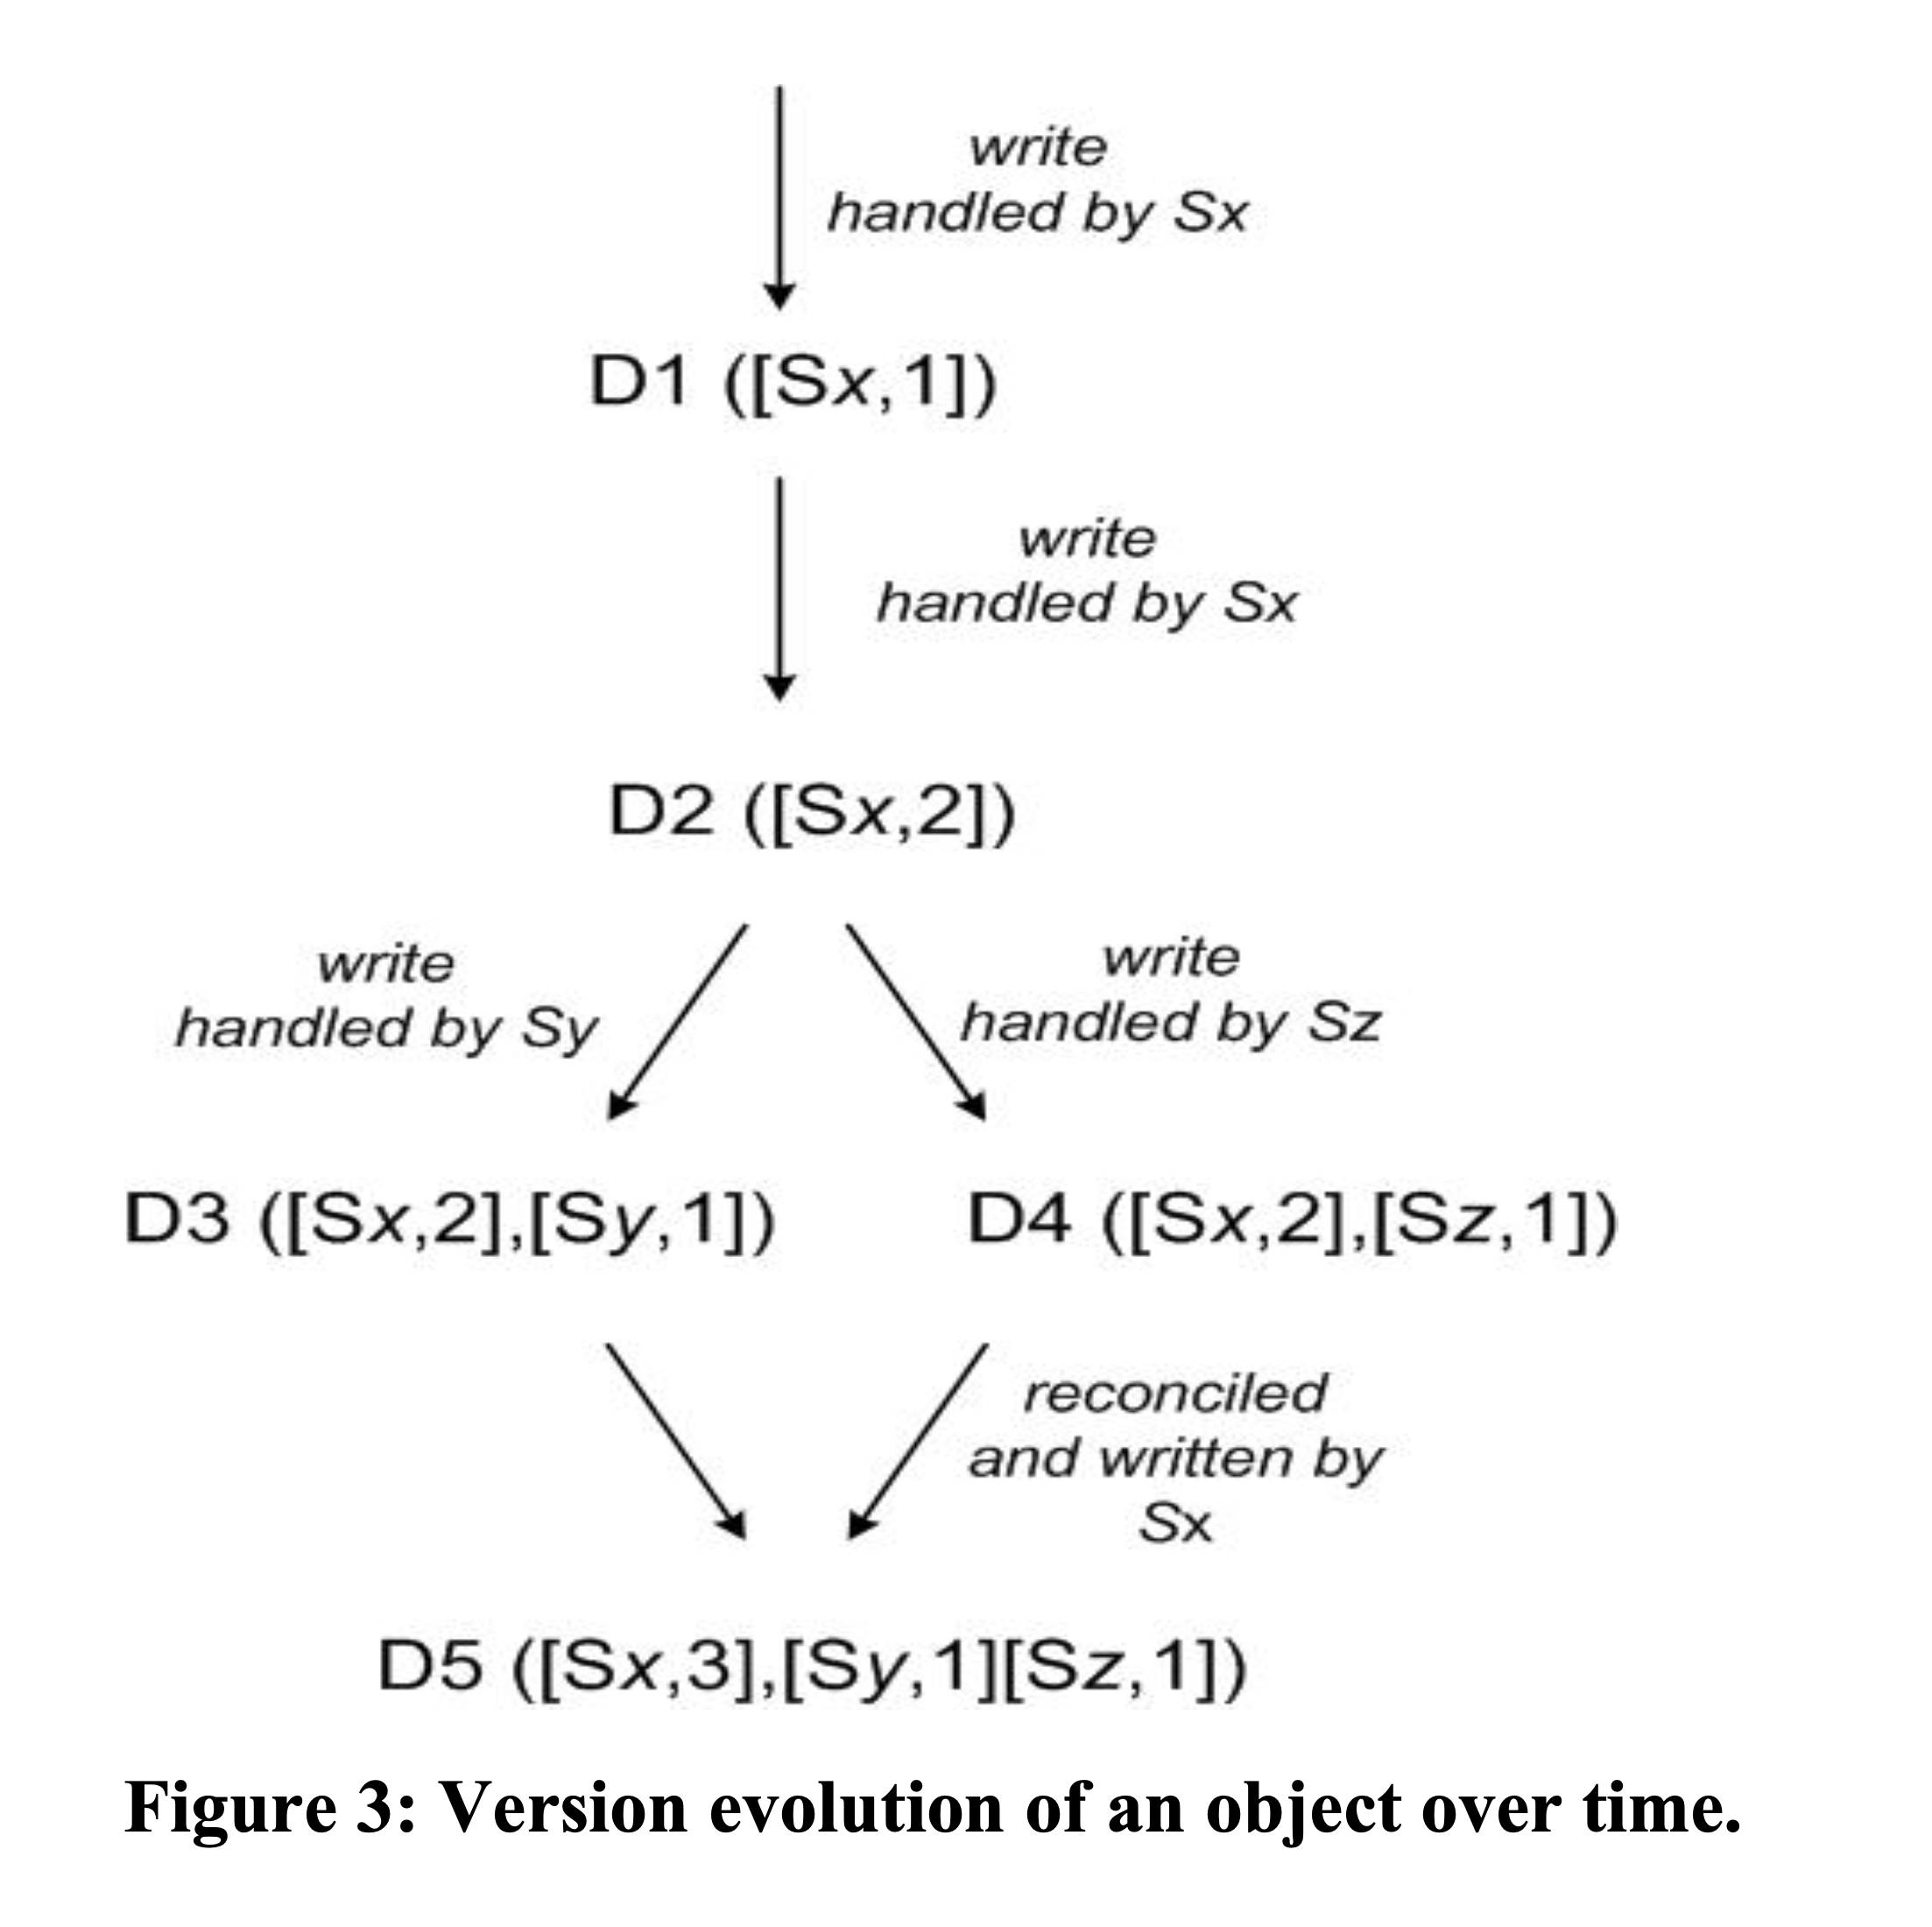 write
handled by Sx
D1 ([Sx,1])
write
handled by Sx
D2 ([Sx,2])
write
handled by Sy
write
handled by Sz
D3 ([Sx,2],[Sy,1])
D4 ([Sx,2],[Sz,1])
reconciled
and written by
Sx
D5 ([Sx,3],[Sy,1][Sz,1])
Figure 3: Version evolution of an object over time.